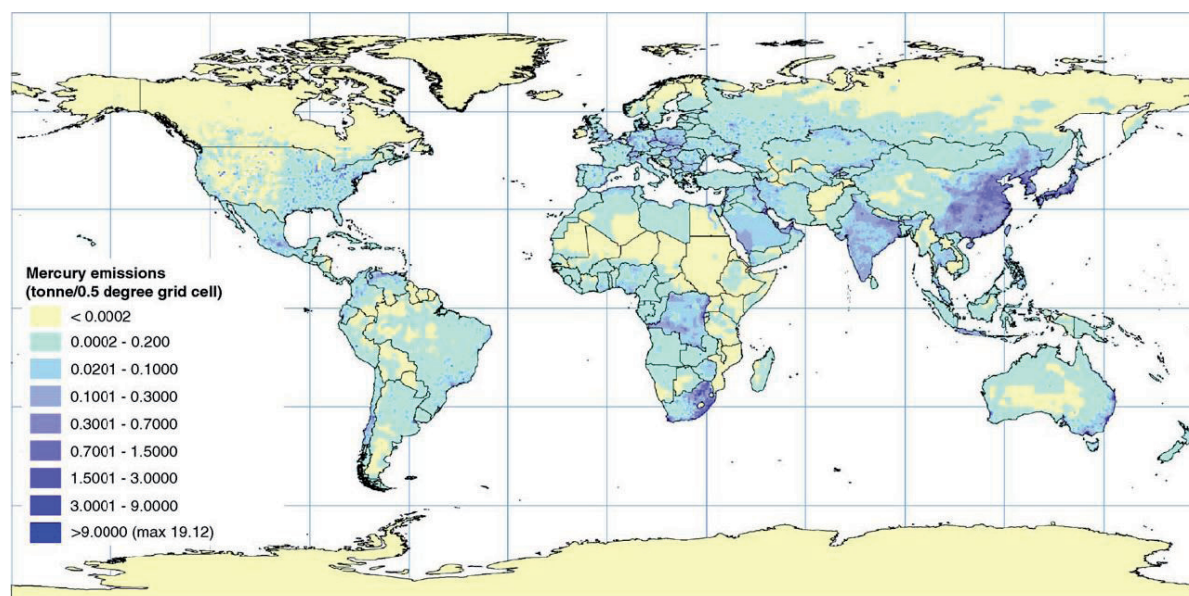 Mercury emissions
(tonne/0.5 degree grid cell)
< 0.0002
0.0002 - 0.200
0.0201 - 0.1000
0.1001 - 0.3000
0.3001 - 0.7000
0.7001 - 1.5000
1.5001 - 3.0000
3.0001 - 9.0000
>9.0000 (max 19.12)